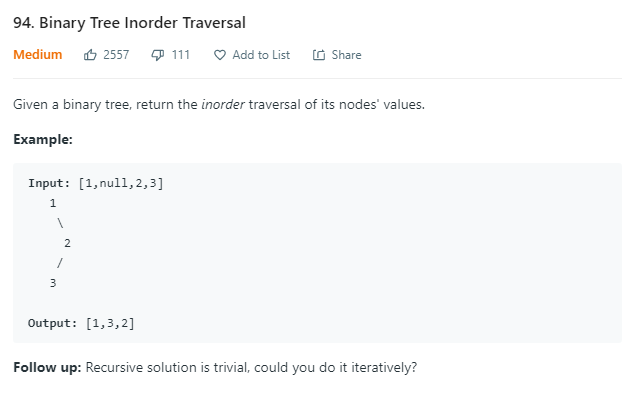 94. Binary Tree Inorder Traversal
Medium 2557 111 Add to List Share
Given a binary tree, return the inorder traversal of its nodes' values.
Example:
Input: [1,null,2,3]
   1
    \
     2
    /
   3
Output: [1,3,2]
Follow up: Recursive solution is trivial, could you do it iteratively?